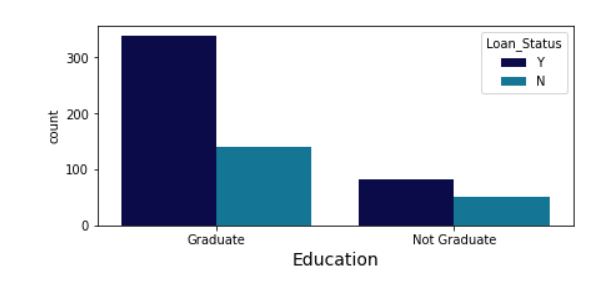 Loan_Status
Y
N
300
200
100
0
count
Graduate
Not Graduate
Education